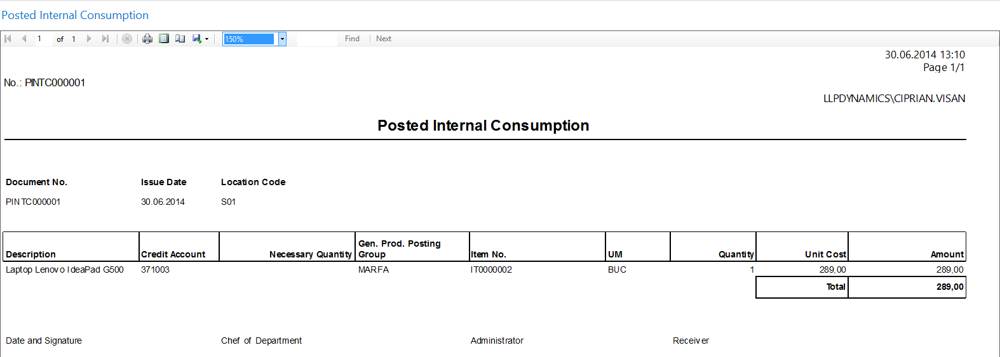 Posted Internal Consumption
1 of 1 150% Find Next
30.06.2014 13:10
Page 1/1
No.: PINTC000001
LLPDYNAMICS\CIPRIAN.VISAN
Posted Internal Consumption
Document No. Issue Date Location Code
PINTC000001 30.06.2014 S01
Gen. Prod. Posting
Description Credit Account Necessary Quantity Group Item No. UM Quantity Unit Cost Amount
Laptop Lenovo IdeaPad G500 371003 MARFA IT0000002 BUC 1 289,00 289,00
Total 289,00
Date and Signature Chef of Department Administrator Receiver